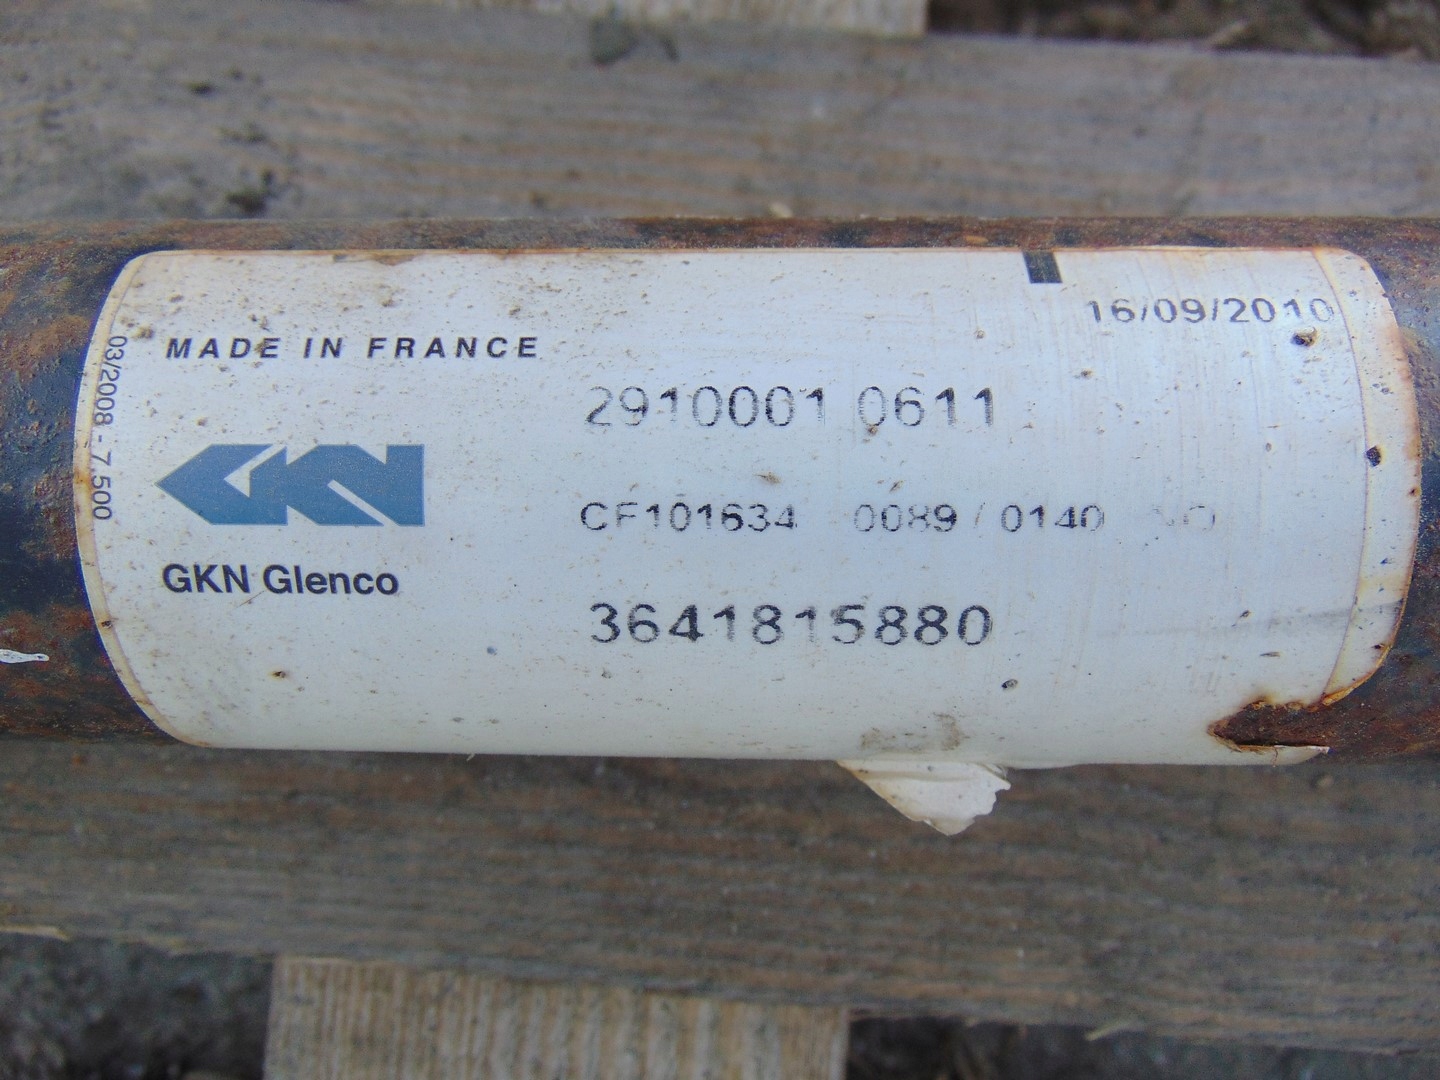 16/09/2010
MADE IN FRANCE
03/2008 - 7.500
2910001 0611
GKN
CF101634 0089 / 0140
GKN Glenco
3641815880